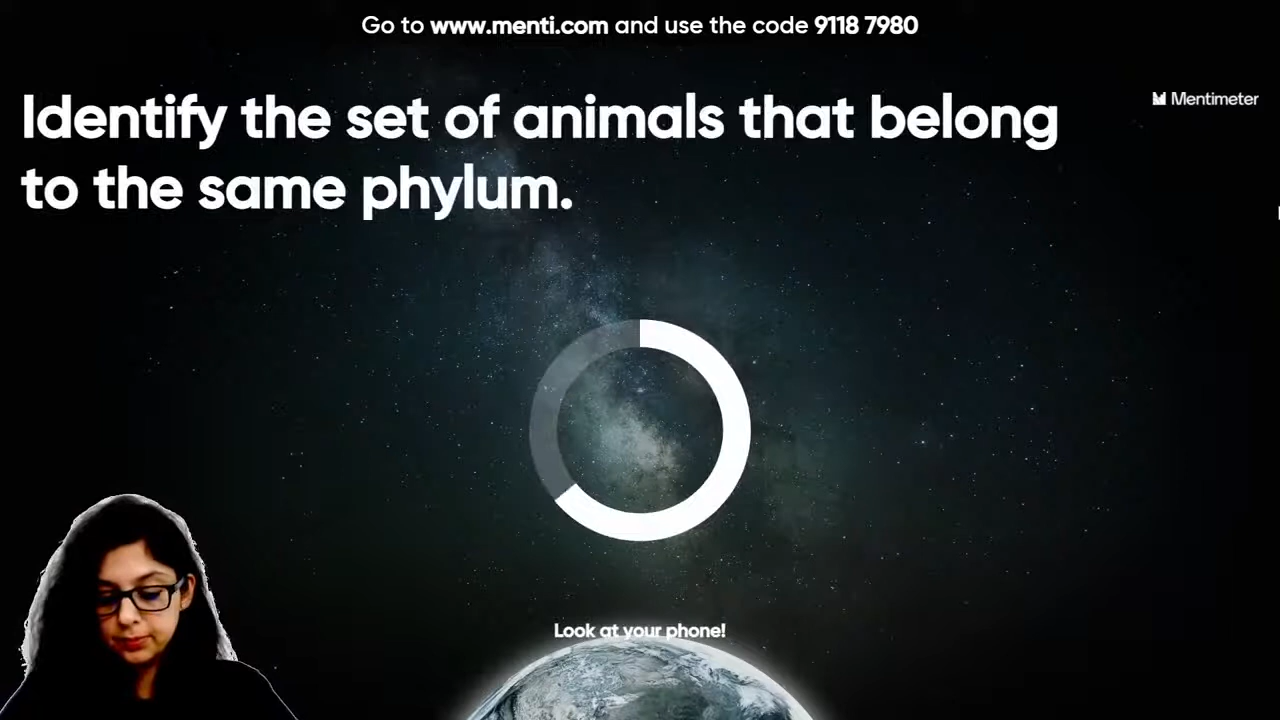 Go to www.menti.com and use the code 9118 7980
Mentimeter
Identify the set of animals that belong
to the same phylum.
Look at your phone!